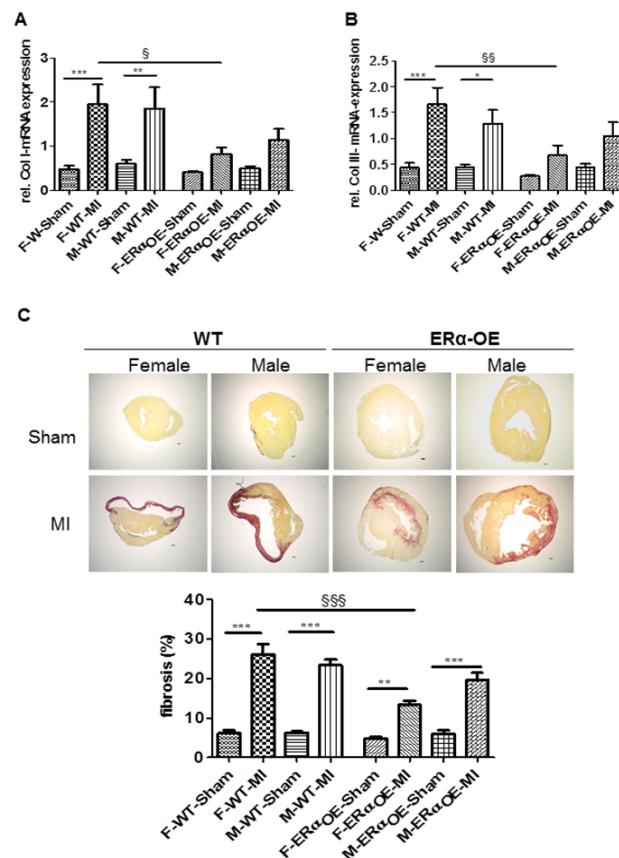 A
rel. Col I-mRNA expression
3
2
1
0
***
**
§
F-W-Sham
F-WT-MI
M-WT-Sham
M-WT-MI
F-ERαOE-Sham
F-ERαOE-MI
M-ERαOE-Sham
M-ERαOE-MI
B
rel. Col III- mRNA-expression
2.5
2.0
1.5
1.0
0.5
0.0
***
*
§§
F-W-Sham
F-WT-MI
M-WT-Sham
M-WT-MI
F-ERαOE-Sham
F-ERαOE-MI
M-ERαOE-Sham
M-ERαOE-MI
C
WT ERα-OE
Female Male Female Male
Sham
MI
fibrosis (%)
40
30
20
10
0
§§§
***
***
**
***
F-WT-Sham
F-WT-MI
M-WT-Sham
M-WT-MI
F-ERαOE-Sham
F-ERαOE-MI
M-ERαOE-Sham
M-ERαOE-MI